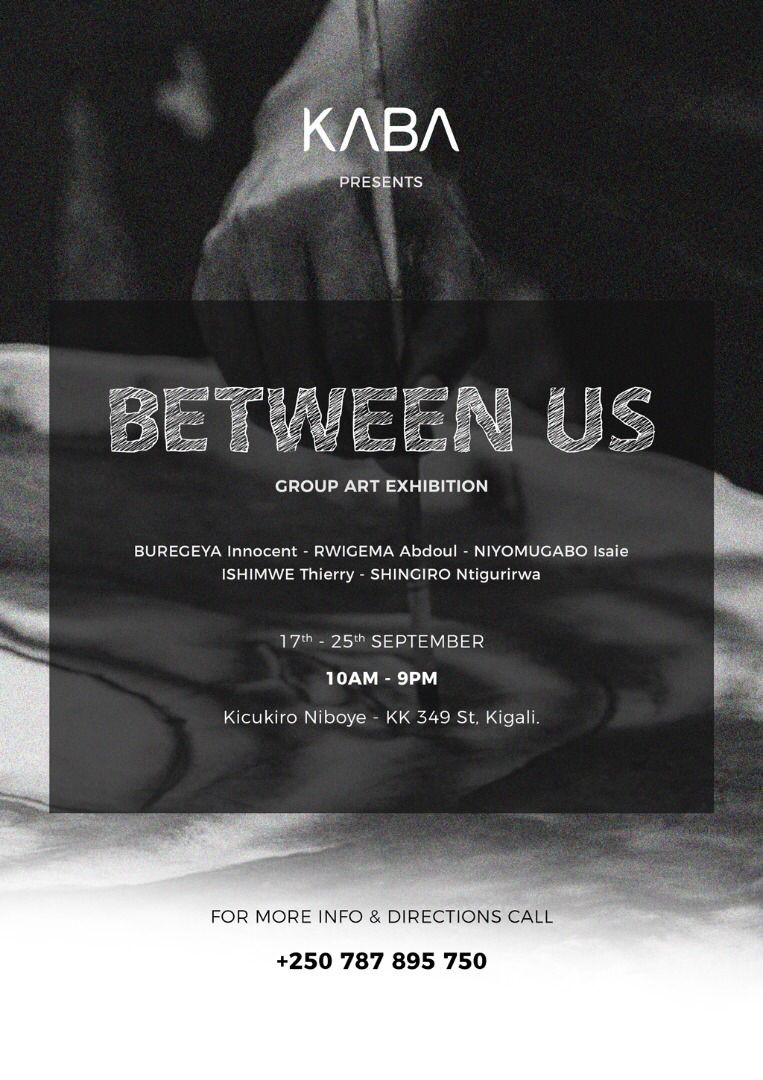 KABA
PRESENTS
BETWEEN US
GROUP ART EXHIBITION
BUREGEYA Innocent - RWIGEMA Abdoul - NIYOMUGABO Isaie
ISHIMWE Thierry - SHINGIRO Ntigurirwa
17th - 25th SEPTEMBER
10AM - 9PM
Kicukiro Niboye - KK 349 St, Kigali.
FOR MORE INFO & DIRECTIONS CALL
+250 787 895 750